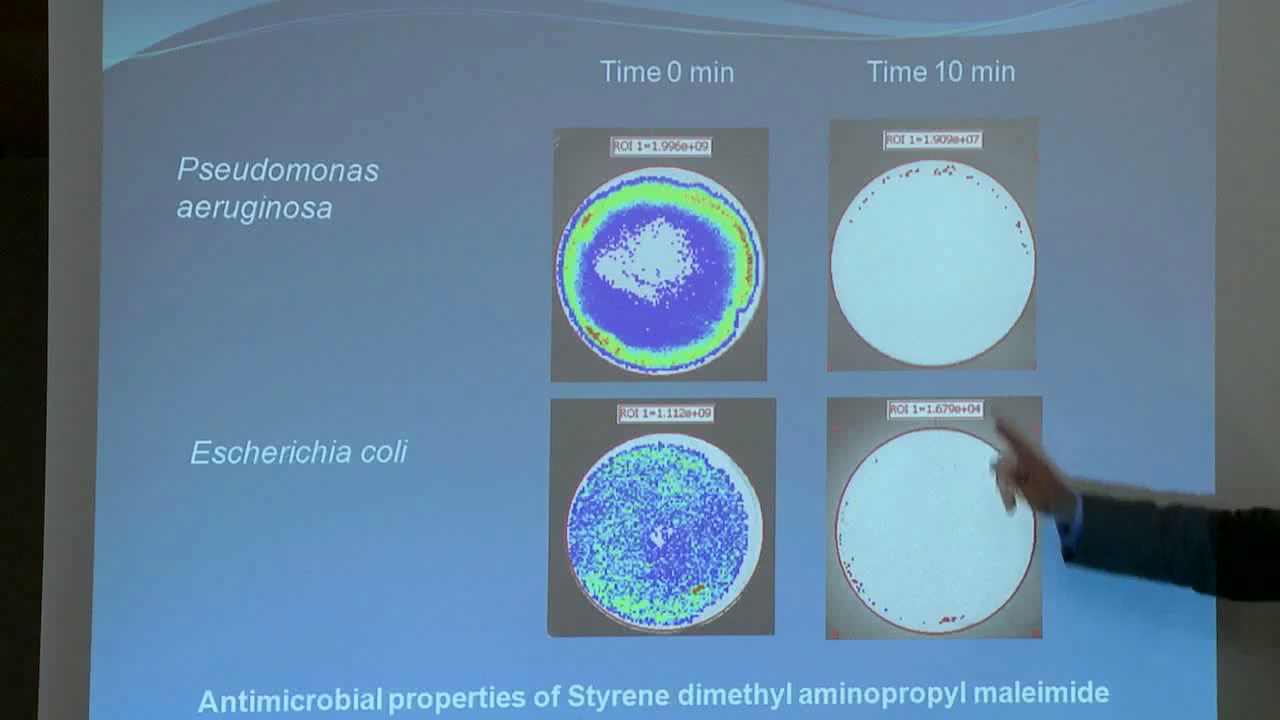 Time 0 min
Time 10 min
Pseudomonas
aeruginosa
ROI 1=1.996e+09
ROI 1=1.909e+07
Escherichia coli
ROI 1=1.112e+09
ROI 1=1.679e+04
Antimicrobial properties of Styrene dimethyl aminopropyl maleimide